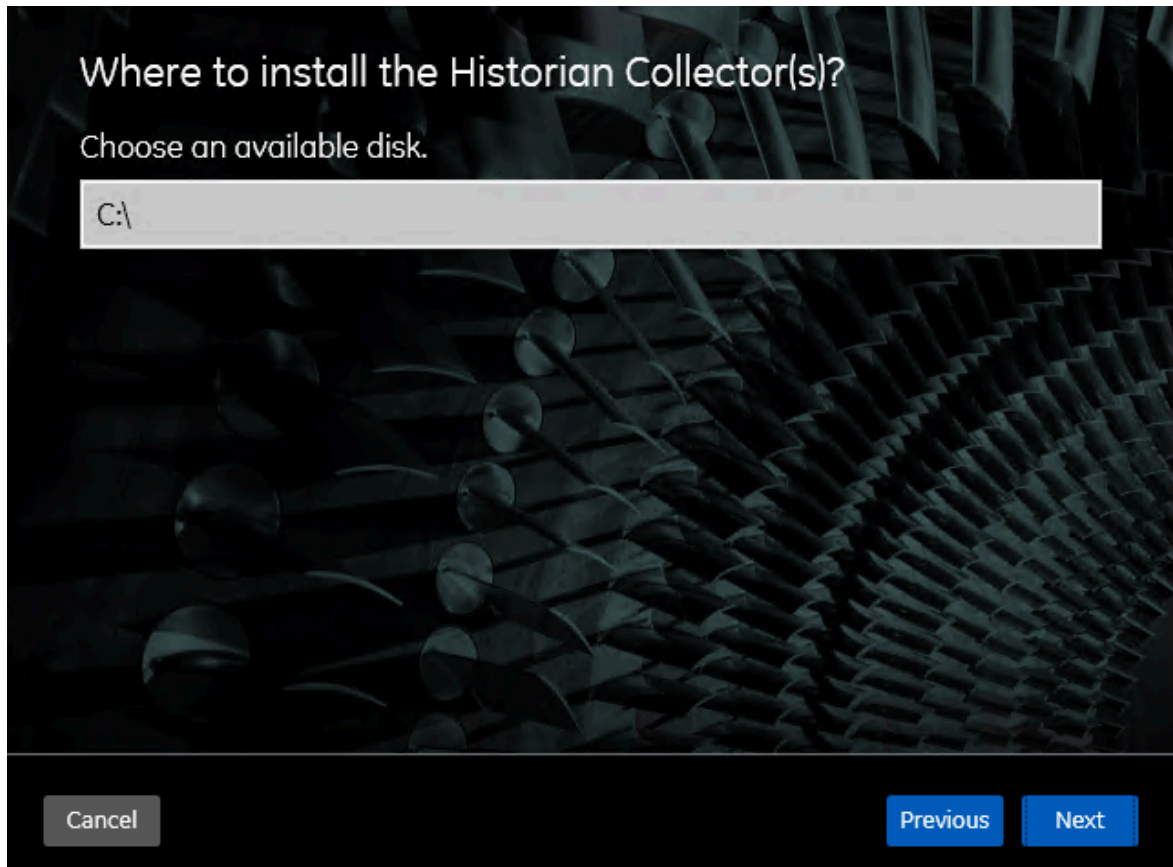 Where to install the Historian Collector(s)?
Choose an available disk.
C:\
Cancel
Previous
Next